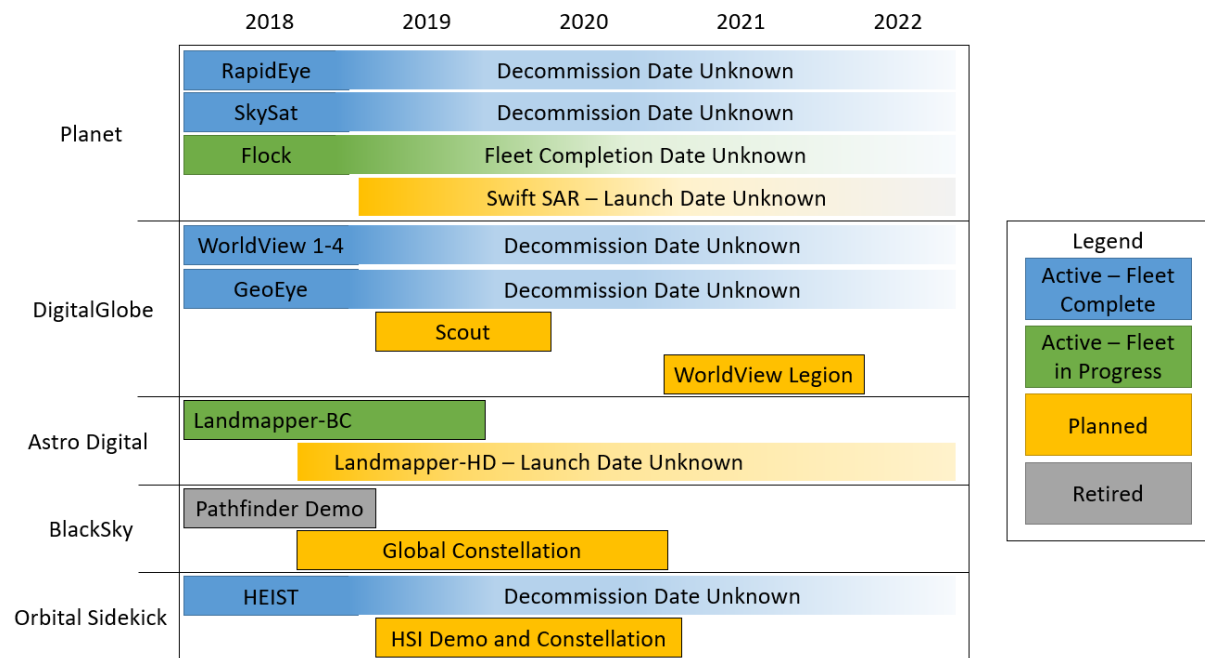 2018 2019 2020 2021 2022
Planet
RapidEye Decommission Date Unknown
SkySat Decommission Date Unknown
Flock Fleet Completion Date Unknown
Swift SAR – Launch Date Unknown
DigitalGlobe
WorldView 1-4 Decommission Date Unknown
GeoEye Decommission Date Unknown
Scout
WorldView Legion
Astro Digital
Landmapper-BC
Landmapper-HD – Launch Date Unknown
BlackSky
Pathfinder Demo
Global Constellation
Orbital Sidekick
HEIST Decommission Date Unknown
HSI Demo and Constellation
Legend
Active – Fleet
Complete
Active – Fleet
in Progress
Planned
Retired